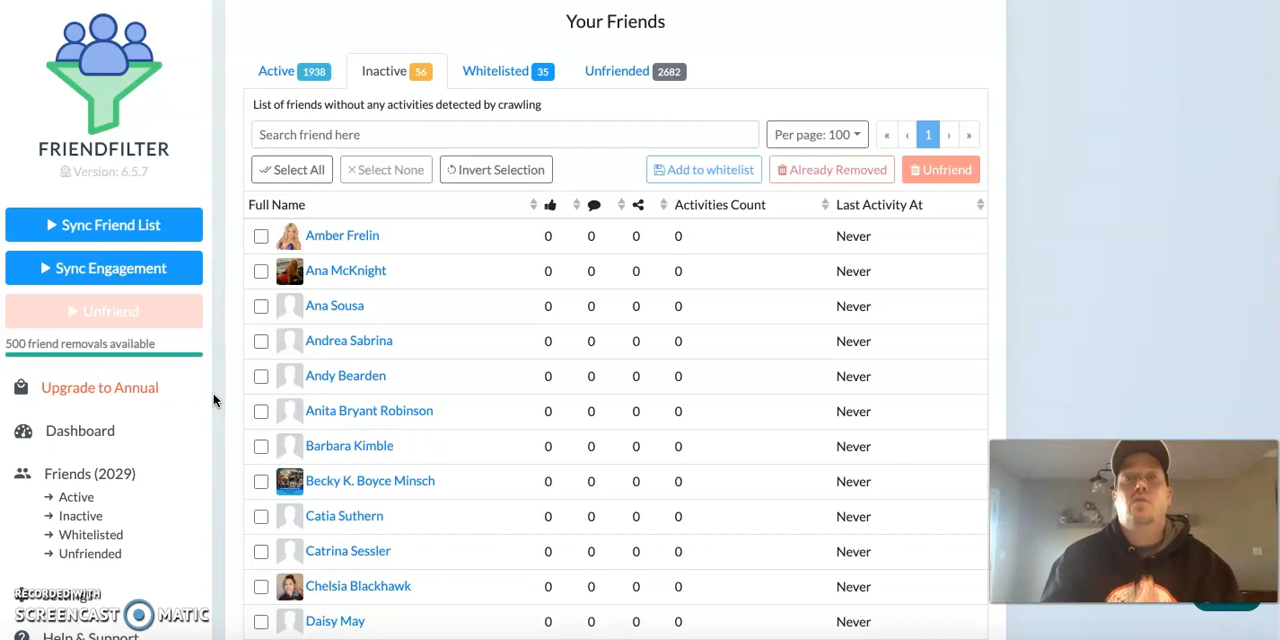 Your Friends
Active 1938 Inactive 56 Whitelisted 35 Unfriended 2682
List of friends without any activities detected by crawling
Search friend here Per page: 100 « ‹ 1 › »
Select All Select None Invert Selection Add to whitelist Already Removed Unfriend
Full Name Activities Count Last Activity At
Amber Frelin 0 0 0 0 Never
Ana McKnight 0 0 0 0 Never
Ana Sousa 0 0 0 0 Never
Andrea Sabrina 0 0 0 0 Never
Andy Bearden 0 0 0 0 Never
Anita Bryant Robinson 0 0 0 0 Never
Barbara Kimble 0 0 0 0 Never
Becky K. Boyce Minsch 0 0 0 0 Never
Catia Suthern 0 0 0 0 Never
Catrina Sessler 0 0 0 0 Never
Chelsia Blackhawk 0 0 0 0 Never
Daisy May 0 0 0 0 Never
FRIENDFILTER
Version: 6.5.7
Sync Friend List
Sync Engagement
Unfriend
500 friend removals available
Upgrade to Annual
Dashboard
Friends (2029)
Active
Inactive
Whitelisted
Unfriended
RECORDED WITH
SCREENCAST MATIC
Help & Support